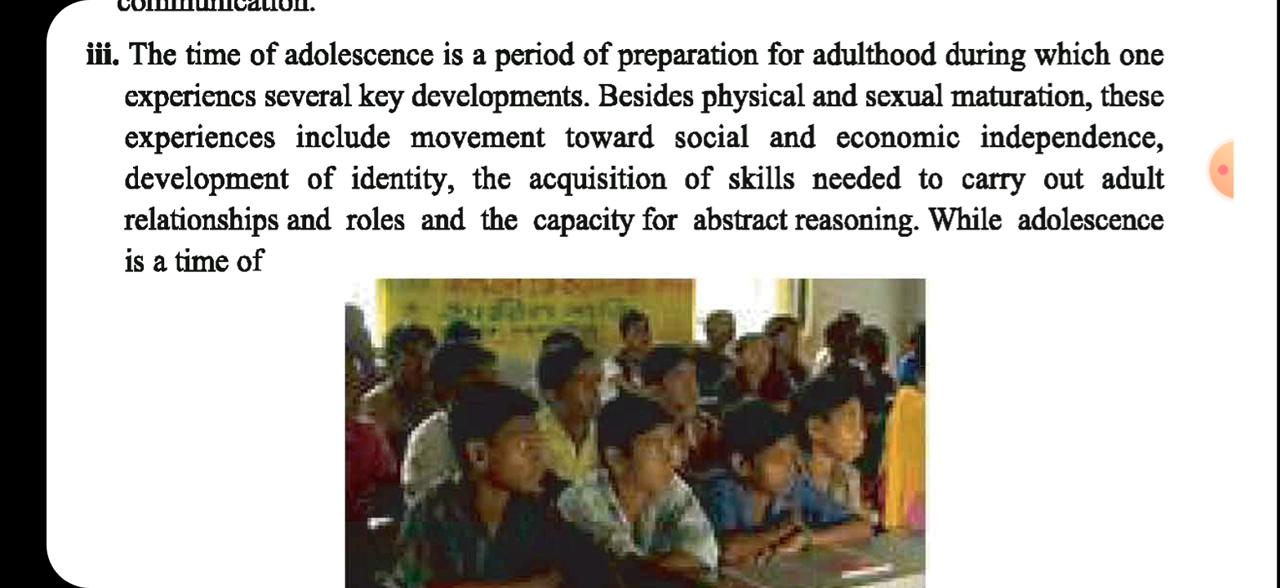 communication.
iii. The time of adolescence is a period of preparation for adulthood during which one
experiencs several key developments. Besides physical and sexual maturation, these
experiences include movement toward social and economic independence,
development of identity, the acquisition of skills needed to carry out adult
relationships and roles and the capacity for abstract reasoning. While adolescence
is a time of